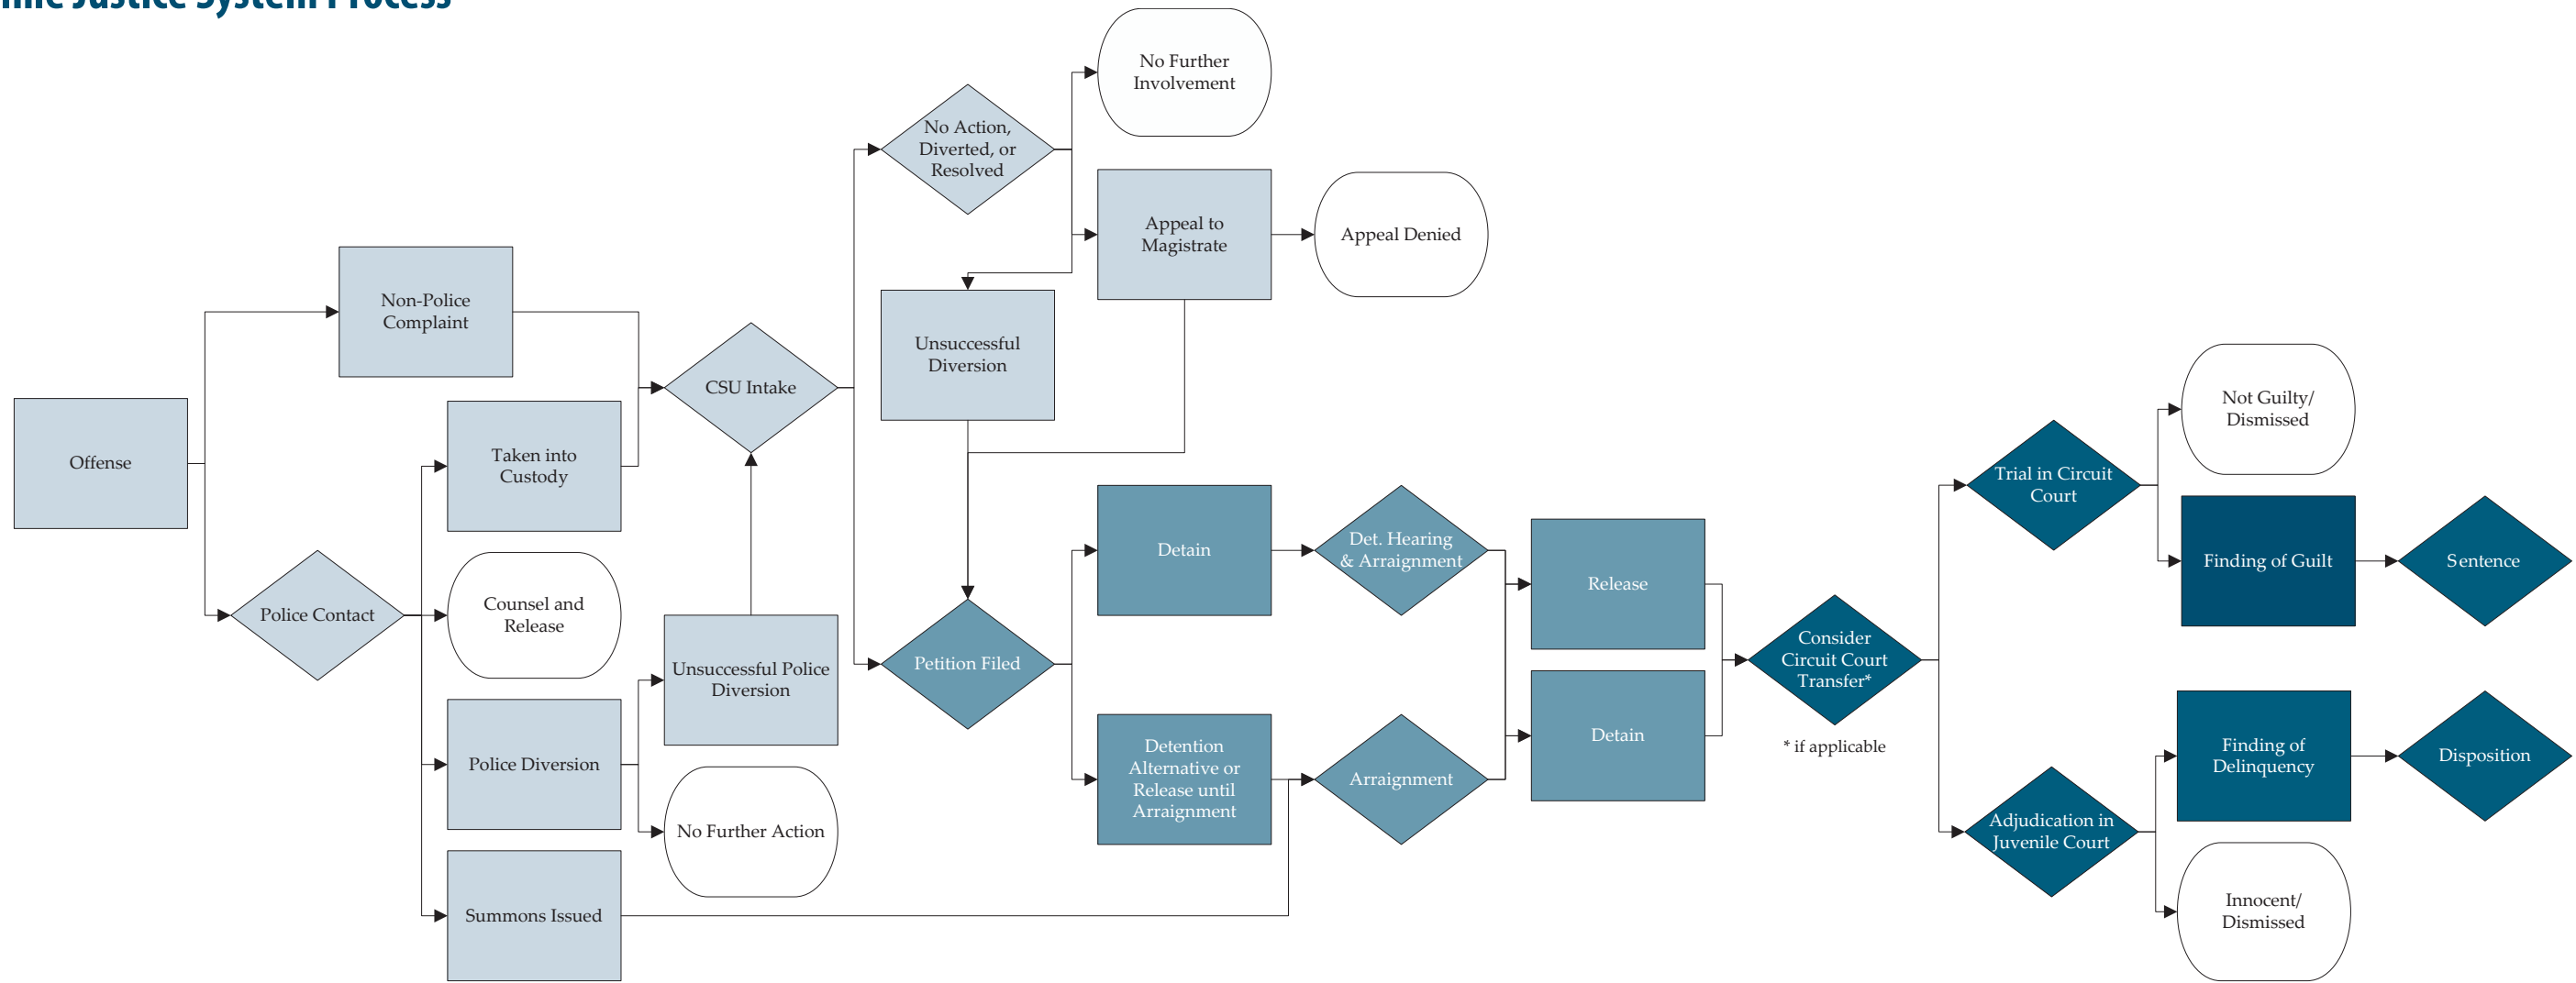 Justice System Process
No Further
Involvement
No Action,
Diverted, or
Resolved
Appeal to
Magistrate
Appeal Denied
Non-Police
Complaint
Unsuccessful
Diversion
CSU Intake
Offense
Taken into
Custody
Police Contact
Counsel and
Release
Unsuccessful Police
Diversion
Police Diversion
No Further Action
Summons Issued
Petition Filed
Detain
Det. Hearing
& Arraignment
Detention
Alternative or
Release until
Arraignment
Arraignment
Release
Detain
Consider
Circuit Court
Transfer*
* if applicable
Trial in Circuit
Court
Not Guilty/
Dismissed
Finding of Guilt
Sentence
Adjudication in
Juvenile Court
Finding of
Delinquency
Disposition
Innocent/
Dismissed